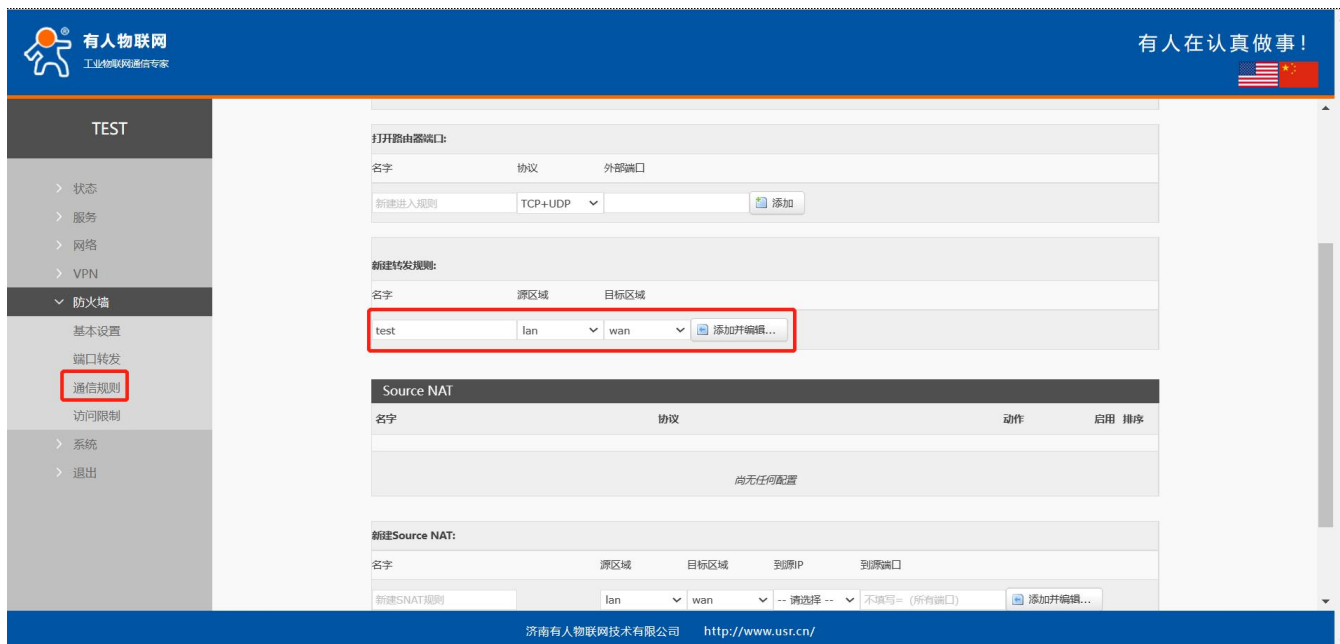 有人物联网
工业物联网通信专家
有人在认真做事！
TEST
状态
服务
网络
VPN
防火墙
基本设置
端口转发
通信规则
访问限制
系统
退出
打开路由器端口:
名字 协议 外部端口
新建进入规则 TCP+UDP 添加
新建转发规则:
名字 源区域 目标区域
test lan wan 添加并编辑...
Source NAT
名字 协议 动作 启用 排序
尚无任何配置
新建Source NAT:
名字 源区域 目标区域 到源IP 到源端口
新建SNAT规则 lan wan -- 请选择 -- 不填写= (所有端口) 添加并编辑...
济南有人物联网技术有限公司 http://www.usr.cn/